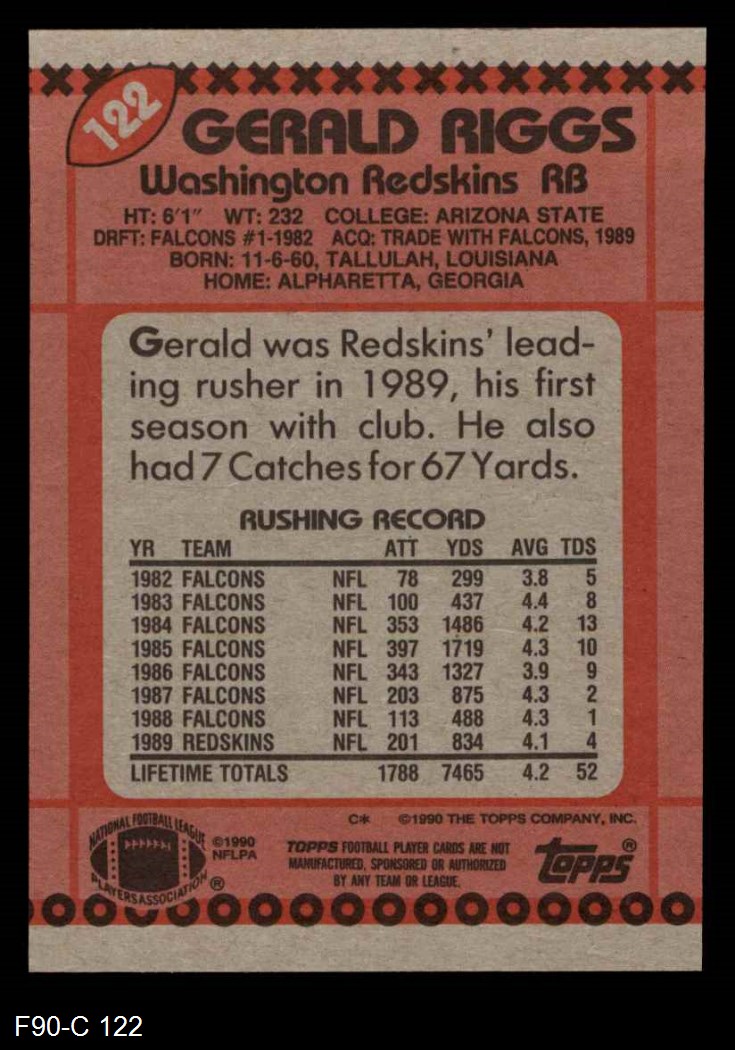 122
GERALD RIGGS
Washington Redskins RB
HT: 6'1" WT: 232 COLLEGE: ARIZONA STATE
DRFT: FALCONS #1-1982 ACQ: TRADE WITH FALCONS, 1989
BORN: 11-6-60, TALLULAH, LOUISIANA
HOME: ALPHARETTA, GEORGIA
Gerald was Redskins' lead-
ing rusher in 1989, his first
season with club. He also
had 7 Catches for 67 Yards.
RUSHING RECORD
YR TEAM ATT YDS AVG TDS
1982 FALCONS NFL 78 299 3.8 5
1983 FALCONS NFL 100 437 4.4 8
1984 FALCONS NFL 353 1486 4.2 13
1985 FALCONS NFL 397 1719 4.3 10
1986 FALCONS NFL 343 1327 3.9 9
1987 FALCONS NFL 203 875 4.3 2
1988 FALCONS NFL 113 488 4.3 1
1989 REDSKINS NFL 201 834 4.1 4
LIFETIME TOTALS 1788 7465 4.2 52
C* ©1990 THE TOPPS COMPANY, INC.
NATIONAL FOOTBALL LEAGUE
PLAYERS ASSOCIATION ®
©1990
NFLPA
TOPPS FOOTBALL PLAYER CARDS ARE NOT
MANUFACTURED, SPONSORED OR AUTHORIZED
BY ANY TEAM OR LEAGUE.
topps®
F90-C 122